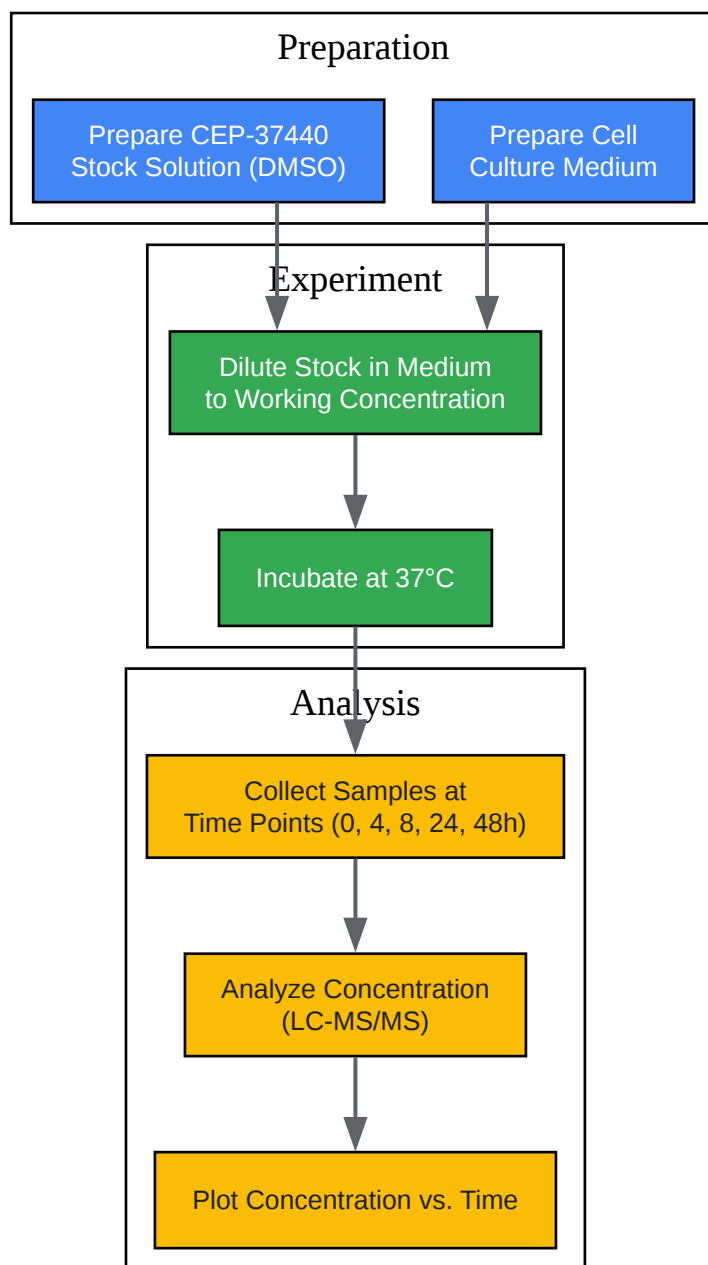 Preparation
Prepare CEP-37440
Stock Solution (DMSO)
Prepare Cell
Culture Medium
Experiment
Dilute Stock in Medium
to Working Concentration
Incubate at 37°C
Analysis
Collect Samples at
Time Points (0, 4, 8, 24, 48h)
Analyze Concentration
(LC-MS/MS)
Plot Concentration vs. Time